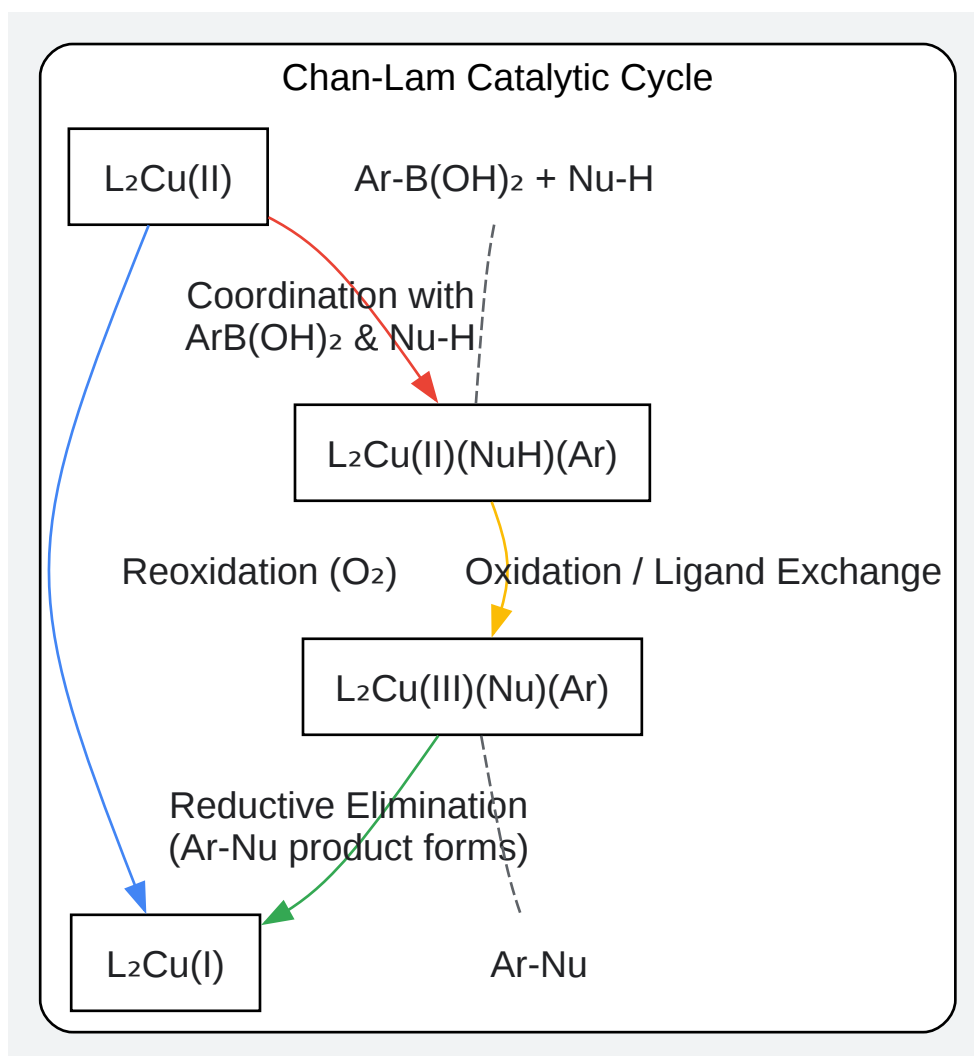 Chan-Lam Catalytic Cycle
L₂Cu(II)
Ar-B(OH)₂ + Nu-H
Coordination with
ArB(OH)₂ & Nu-H
L₂Cu(II)(NuH)(Ar)
Reoxidation (O₂)
Oxidation / Ligand Exchange
L₂Cu(III)(Nu)(Ar)
Reductive Elimination
(Ar-Nu product forms)
L₂Cu(I)
Ar-Nu